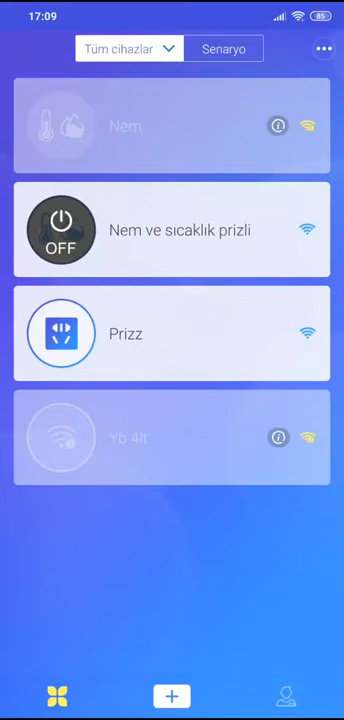 17:09
85
Tüm cihazlar
Senaryo
Nem
OFF
Nem ve sıcaklık prizli
Prizz
Yb 4lt